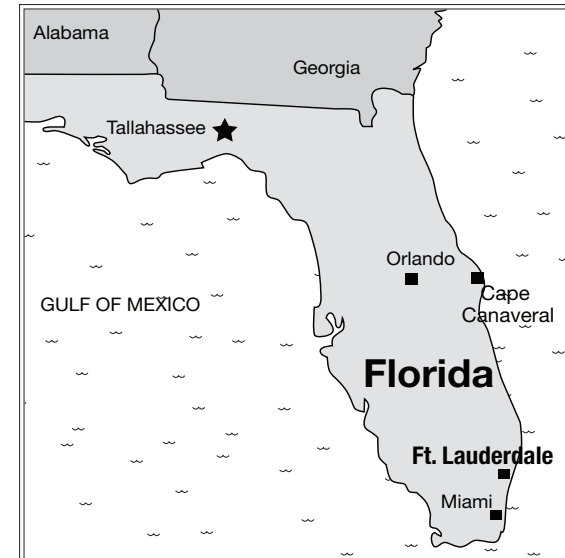 Alabama
Georgia
Tallahassee
Orlando
Cape
Canaveral
GULF OF MEXICO
Florida
Ft. Lauderdale
Miami